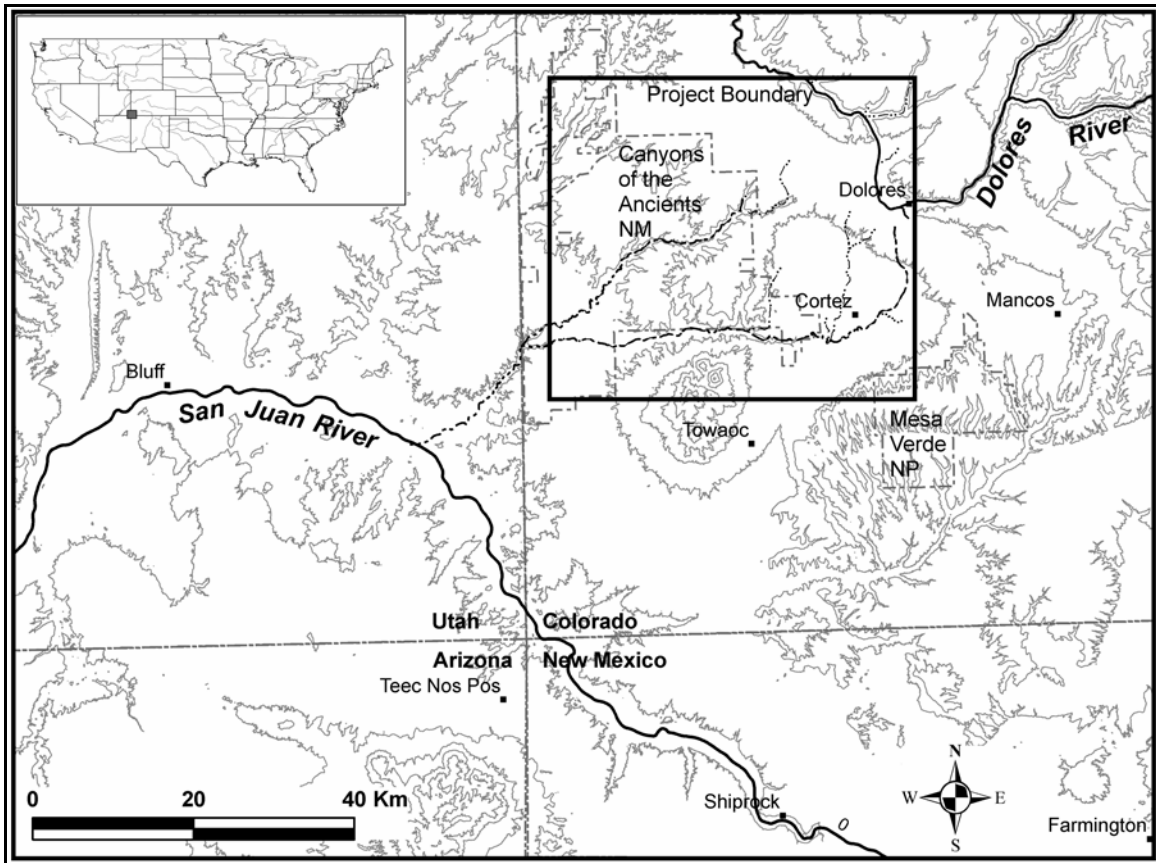 Project Boundary
Canyons
of the
Ancients
NM
Dolores
Dolores
River
Cortez
Mancos
Bluff
San Juan River
Towaoc
Mesa
Verde
NP
Utah
Colorado
Arizona
New Mexico
Teec Nos Pos
0 20 40 Km
N
W E
S
Shiprock
Farmington